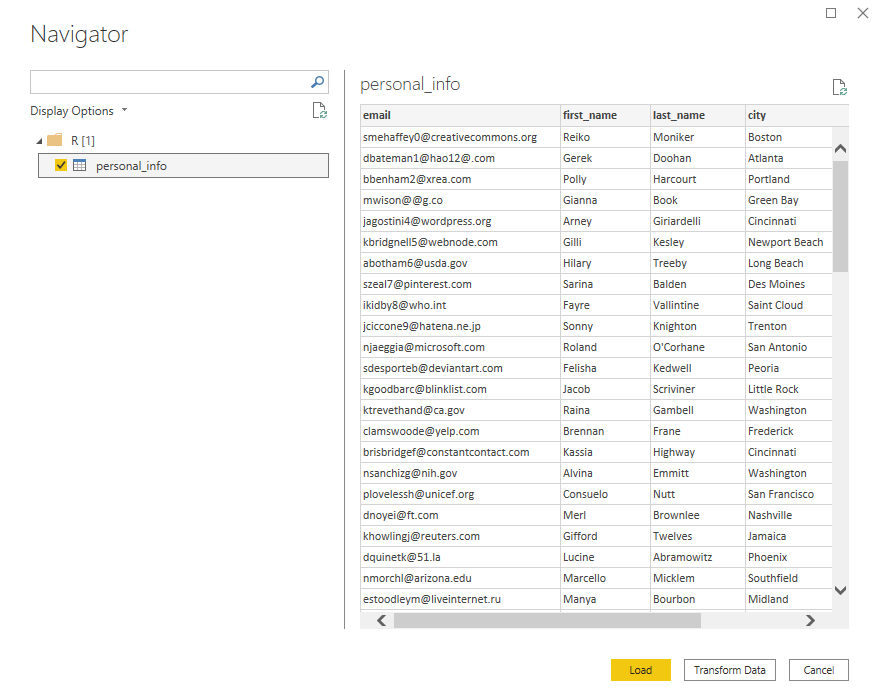 Navigator
Display Options
R [1]
personal_info
personal_info
email first_name last_name city
smehaffey0@creativecommons.org Reiko Moniker Boston
dbateman1@hao12@.com Gerek Doohan Atlanta
bbenham2@xrea.com Polly Harcourt Portland
mwison@@g.co Gianna Book Green Bay
jagostini4@wordpress.org Arney Giriardelli Cincinnati
kbridgnell5@webnode.com Gilli Kesley Newport Beach
abotham6@usda.gov Hilary Treeby Long Beach
szeal7@pinterest.com Sarina Balden Des Moines
ikidby8@who.int Fayre Vallintine Saint Cloud
jciccone9@hatena.ne.jp Sonny Knighton Trenton
njaeggia@microsoft.com Roland O'Corhane San Antonio
sdesporteb@deviantart.com Felisha Kedwell Peoria
kgoodbarc@blinklist.com Jacob Scriviner Little Rock
ktrevethand@ca.gov Raina Gambell Washington
clamswoode@yelp.com Brennan Frane Frederick
brisbridgef@constantcontact.com Kassia Highway Cincinnati
nsanchizg@nih.gov Alvina Emmitt Washington
plovelessh@unicef.org Consuelo Nutt San Francisco
dnoyei@ft.com Merl Brownlee Nashville
khowlingj@reuters.com Gifford Twelves Jamaica
dquinetk@51.la Lucine Abramowitz Phoenix
nmorchl@arizona.edu Marcello Micklem Southfield
estoodleym@liveinternet.ru Manya Bourbon Midland
Load Transform Data Cancel